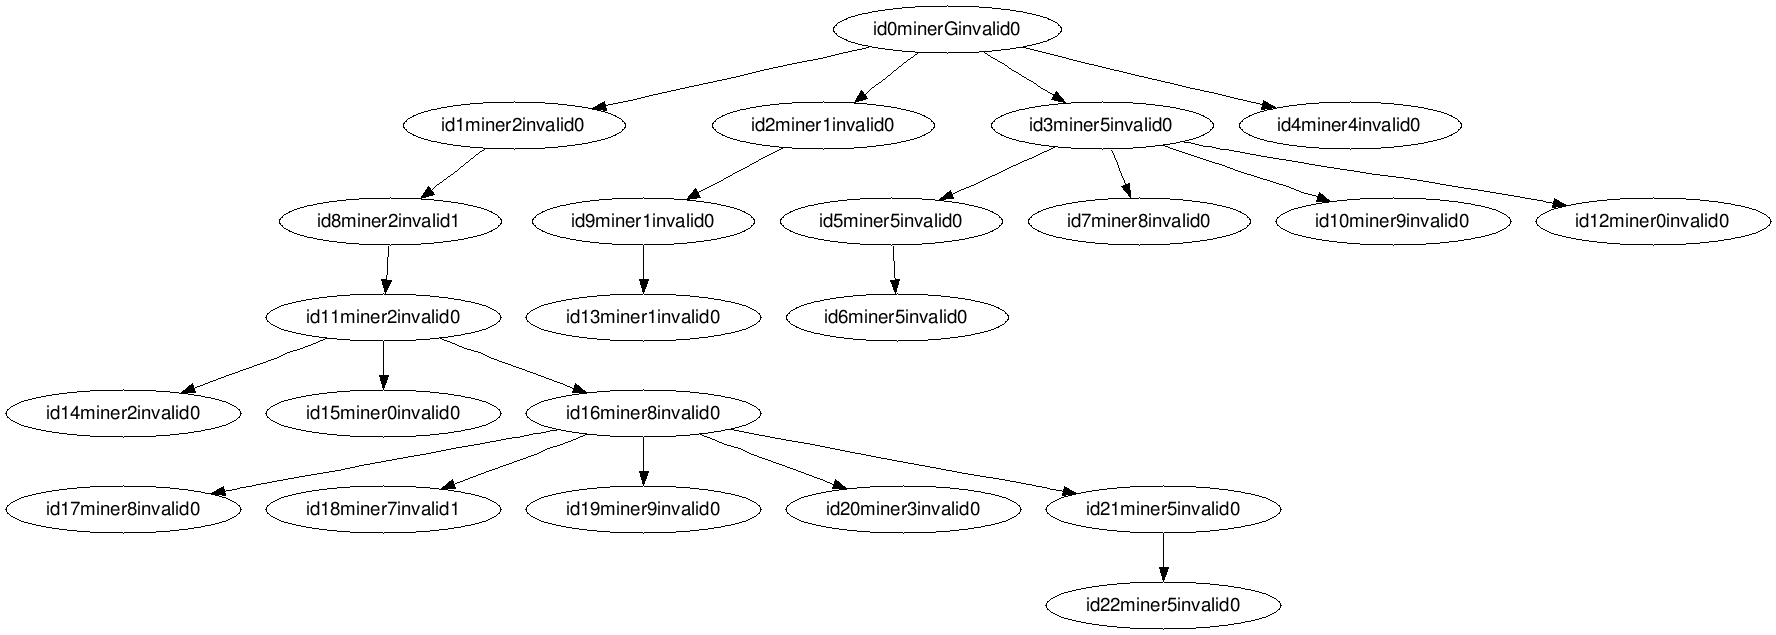 id0minerGinvalid0
id1miner2invalid0
id2miner1invalid0
id3miner5invalid0
id4miner4invalid0
id8miner2invalid1
id9miner1invalid0
id5miner5invalid0
id7miner8invalid0
id10miner9invalid0
id12miner0invalid0
id11miner2invalid0
id13miner1invalid0
id6miner5invalid0
id14miner2invalid0
id15miner0invalid0
id16miner8invalid0
id17miner8invalid0
id18miner7invalid1
id19miner9invalid0
id20miner3invalid0
id21miner5invalid0
id22miner5invalid0